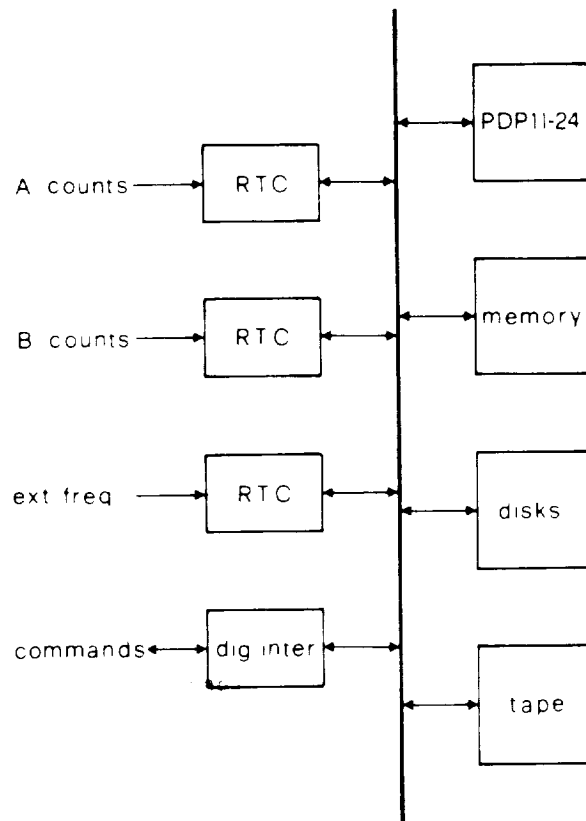 PDP11-24
A counts
RTC
B counts
RTC
memory
ext freq
RTC
disks
commands
dig inter
tape